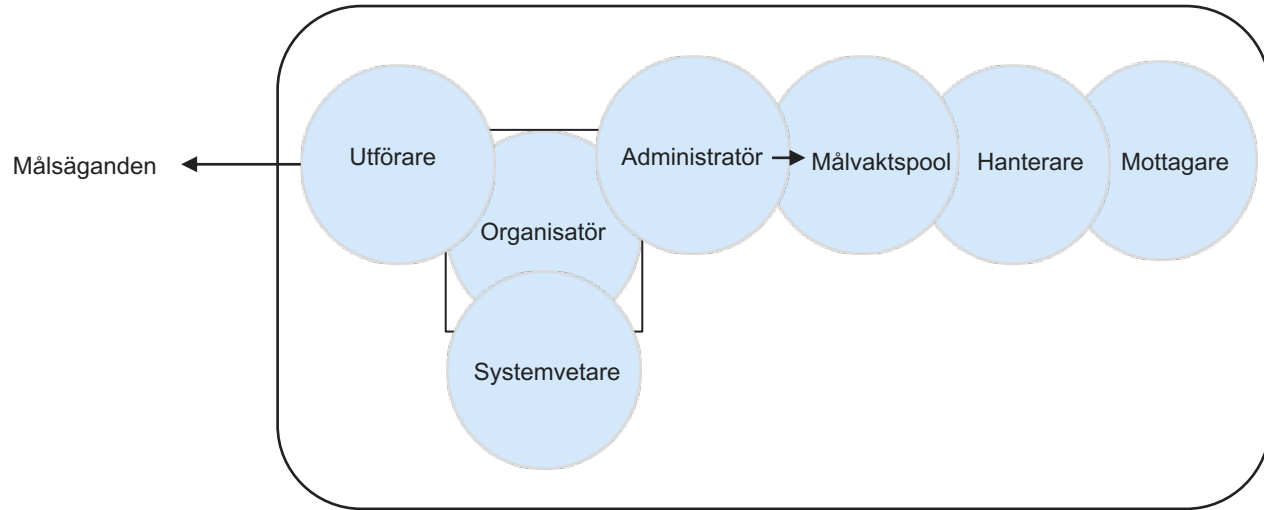 Målsäganden
Utförare
Organisatör
Systemvetare
Administratör
Målvaktspool
Hanterare
Mottagare